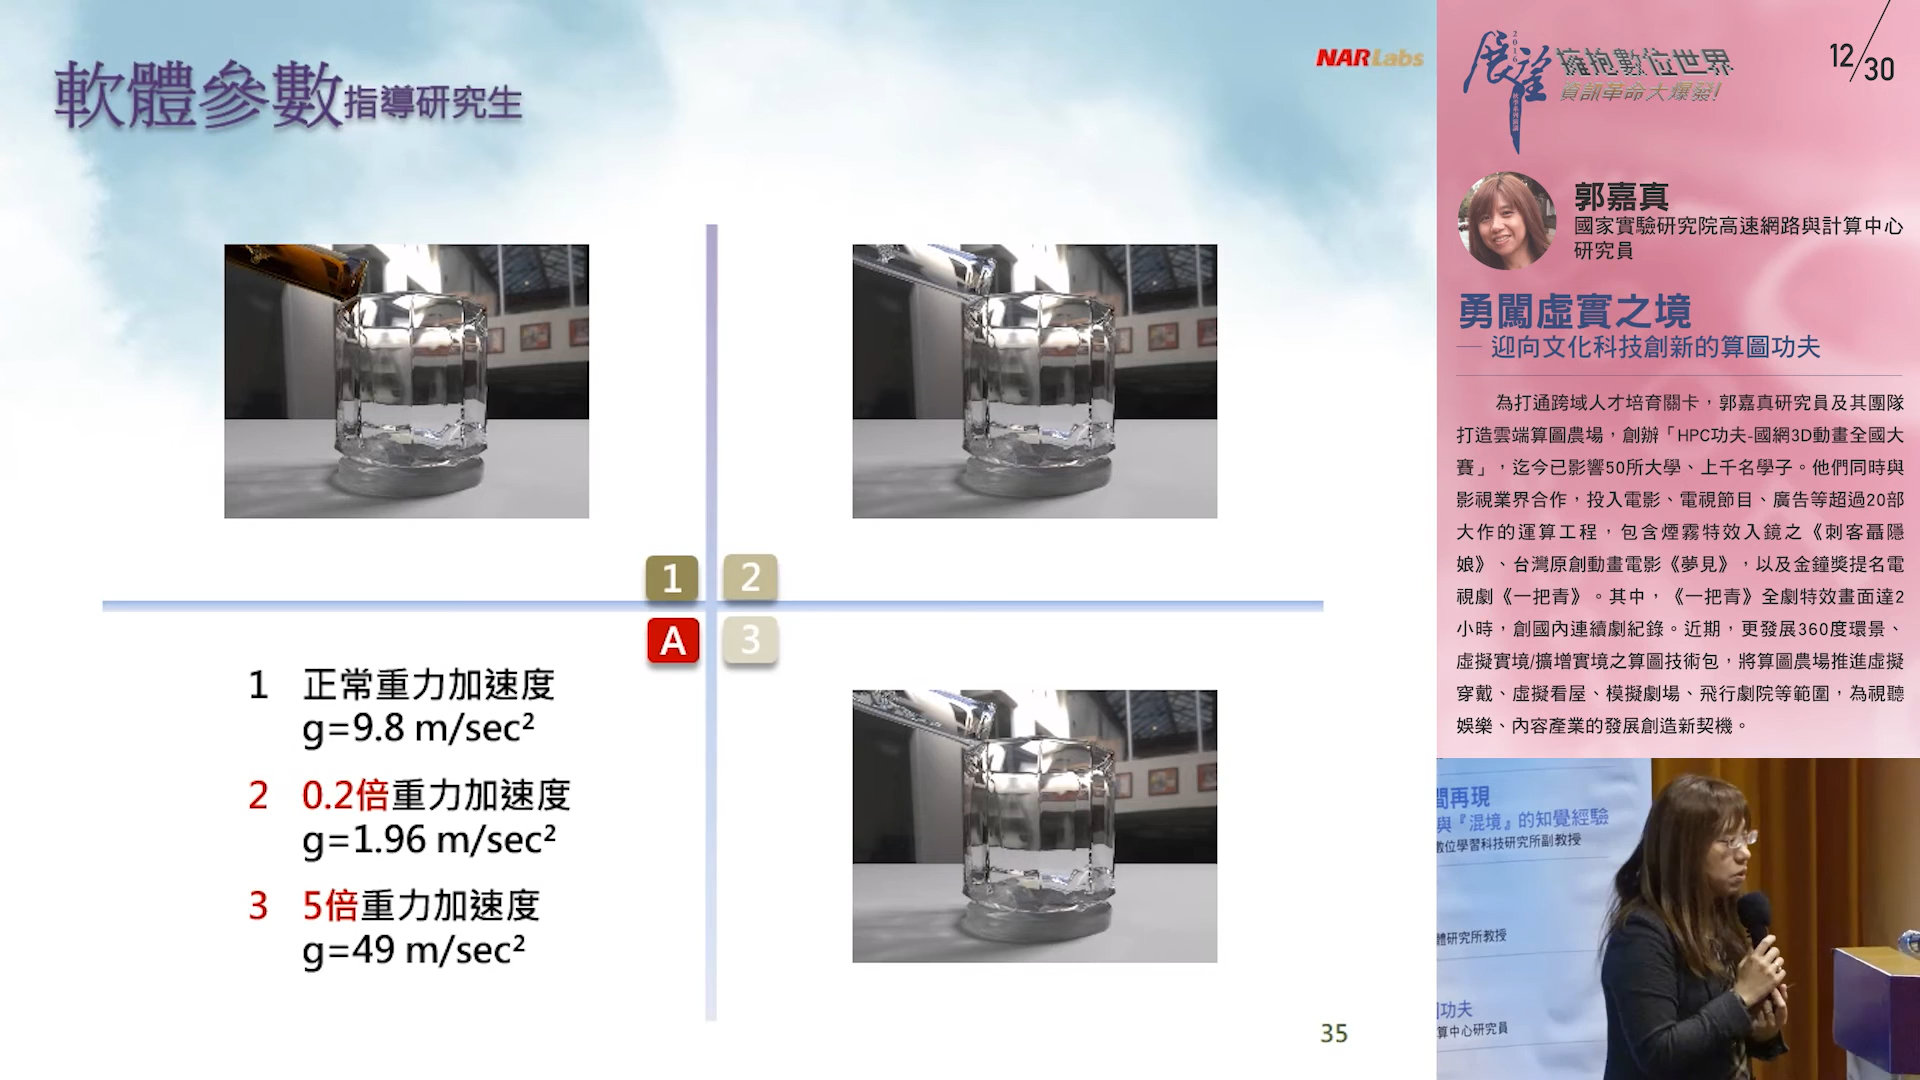 軟體參數指導研究生
NARLabs
1
2
A
3
1 正常重力加速度
g=9.8 m/sec²
2 0.2倍重力加速度
g=1.96 m/sec²
3 5倍重力加速度
g=49 m/sec²
35
2016
展望
秋季系列演講
擁抱數位世界
資訊革命大爆發!
12/30
郭嘉真
國家實驗研究院高速網路與計算中心
研究員
勇闖虛實之境
— 迎向文化科技創新的算圖功夫
為打通跨域人才培育關卡，郭嘉真研究員及其團隊
打造雲端算圖農場，創辦「HPC功夫-國網3D動畫全國大
賽」，迄今已影響50所大學、上千名學子。他們同時與
影視業界合作，投入電影、電視節目、廣告等超過20部
大作的運算工程，包含煙霧特效入鏡之《刺客聶隱
娘》、台灣原創動畫電影《夢見》，以及金鐘獎提名電
視劇《一把青》。其中，《一把青》全劇特效畫面達2
小時，創國內連續劇紀錄。近期，更發展360度環景、
虛擬實境/擴增實境之算圖技術包，將算圖農場推進虛擬
穿戴、虛擬看屋、模擬劇場、飛行劇院等範圍，為視聽
娛樂、內容產業的發展創造新契機。
間再現
與『混境』的知覺經驗
數位學習科技研究所副教授
體研究所教授
功夫
算中心研究員